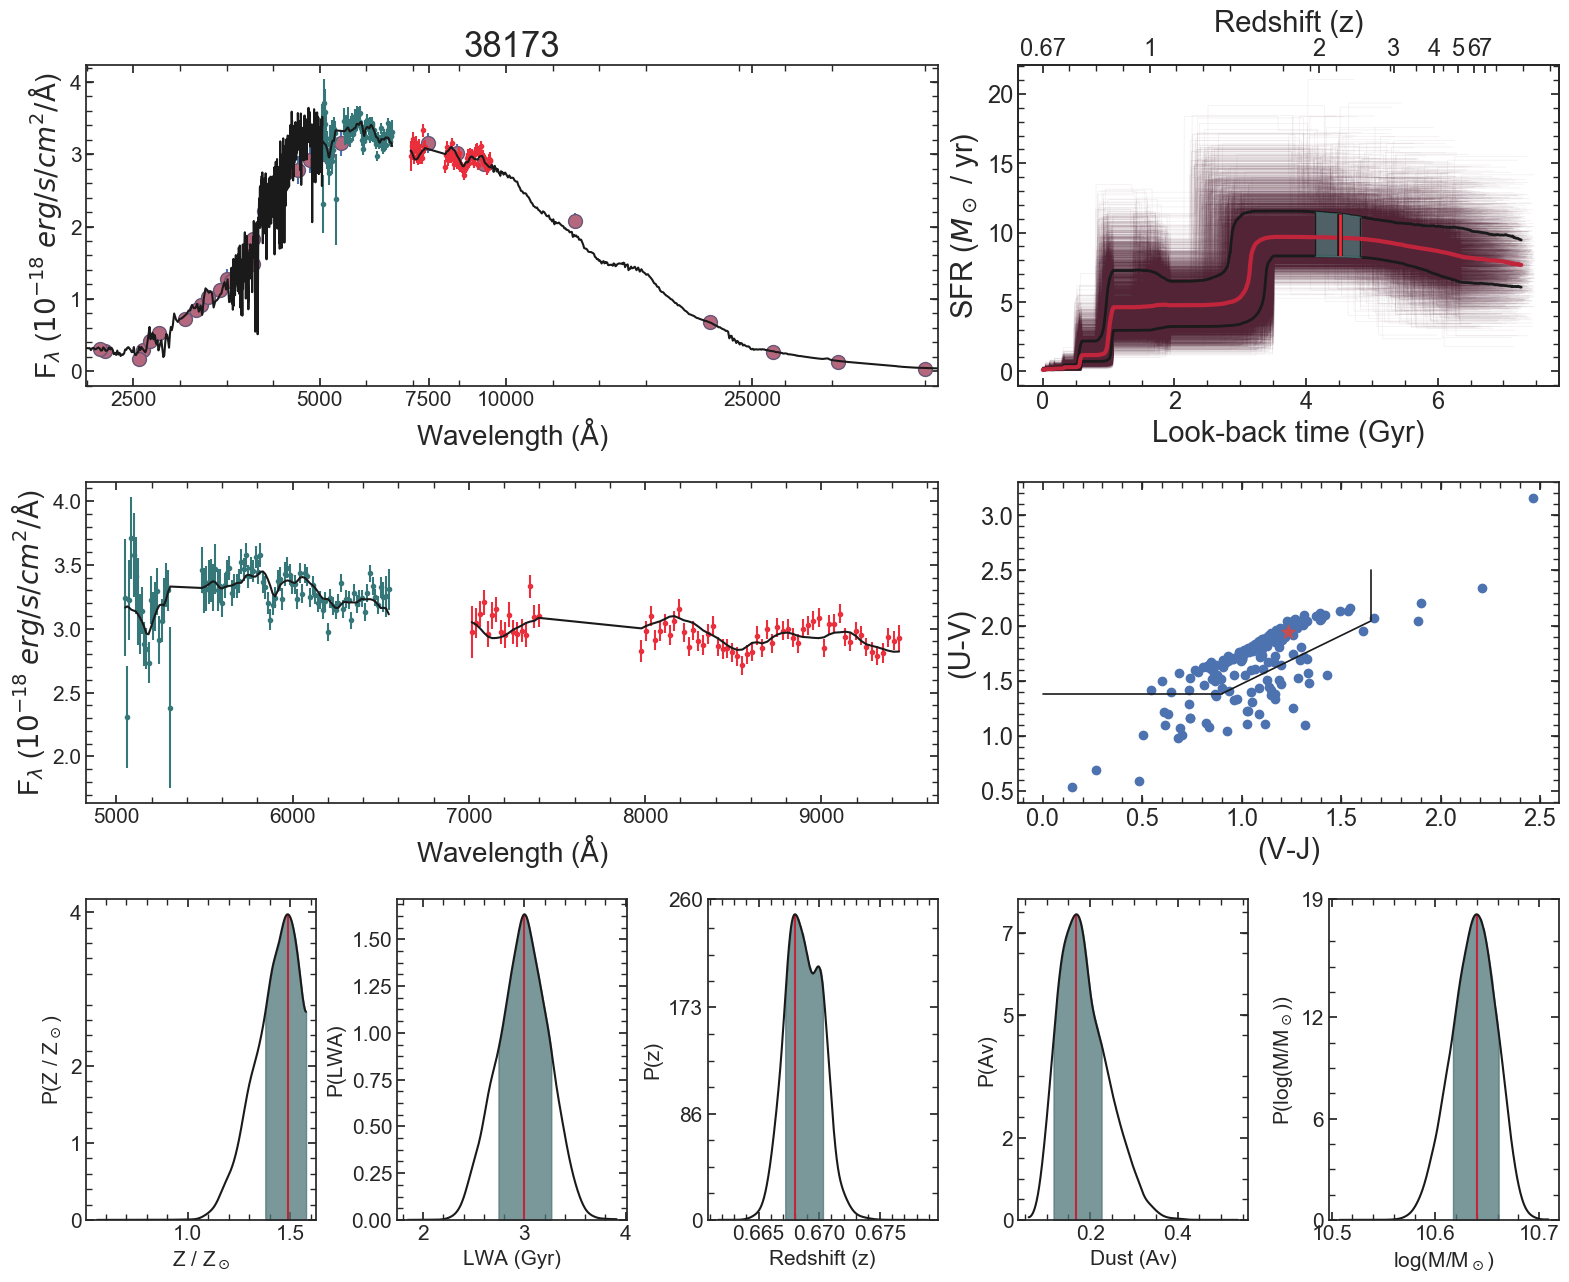 38173
F_λ (10^−18 erg/s/cm^2/Å)
4
3
2
1
0
2500 5000 7500 10000 25000
Wavelength (Å)
Redshift (z)
0.67 1 2 3 4 5 6 7
SFR (M_⊙ / yr)
20
15
10
5
0
0 2 4 6
Look-back time (Gyr)
F_λ (10^−18 erg/s/cm^2/Å)
4.0
3.5
3.0
2.5
2.0
5000 6000 7000 8000 9000
Wavelength (Å)
(U-V)
3.0
2.5
2.0
1.5
1.0
0.5
0.0 0.5 1.0 1.5 2.0 2.5
(V-J)
P(Z / Z_⊙)
4
2
1
0
1.0 1.5
Z / Z_⊙
P(LWA)
1.50
1.25
1.00
0.75
0.50
0.25
0.00
2 3 4
LWA (Gyr)
P(z)
260
173
86
0
0.665 0.670 0.675
Redshift (z)
P(Av)
7
5
2
0
0.2 0.4
Dust (Av)
P(log(M/M_⊙))
19
12
6
0
10.5 10.6 10.7
log(M/M_⊙)